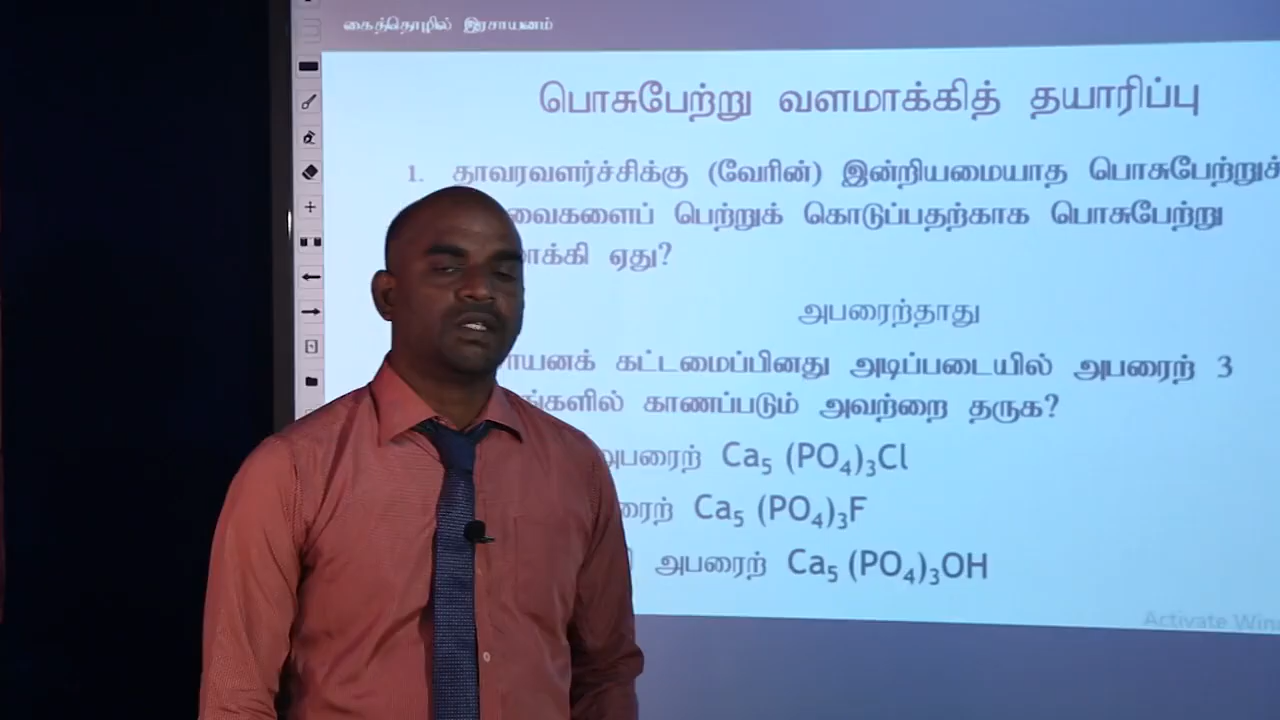 கைத்தொழில் இரசாயனம்
பொசுபேற்று வளமாக்கித் தயாரிப்பு
1. தாவரவளர்ச்சிக்கு (வேரின்) இன்றியமையாத பொசுபேற்றுச்
வைகளைப் பெற்றுக் கொடுப்பதற்காக பொசுபேற்று
ாக்கி ஏது?
அபரைற்தாது
ாயனக் கட்டமைப்பினது அடிப்படையில் அபரைற் 3
ங்களில் காணப்படும் அவற்றை தருக?
அபரைற் Ca₅ (PO₄)₃Cl
ரைற் Ca₅ (PO₄)₃F
அபரைற் Ca₅ (PO₄)₃OH
Activate Win